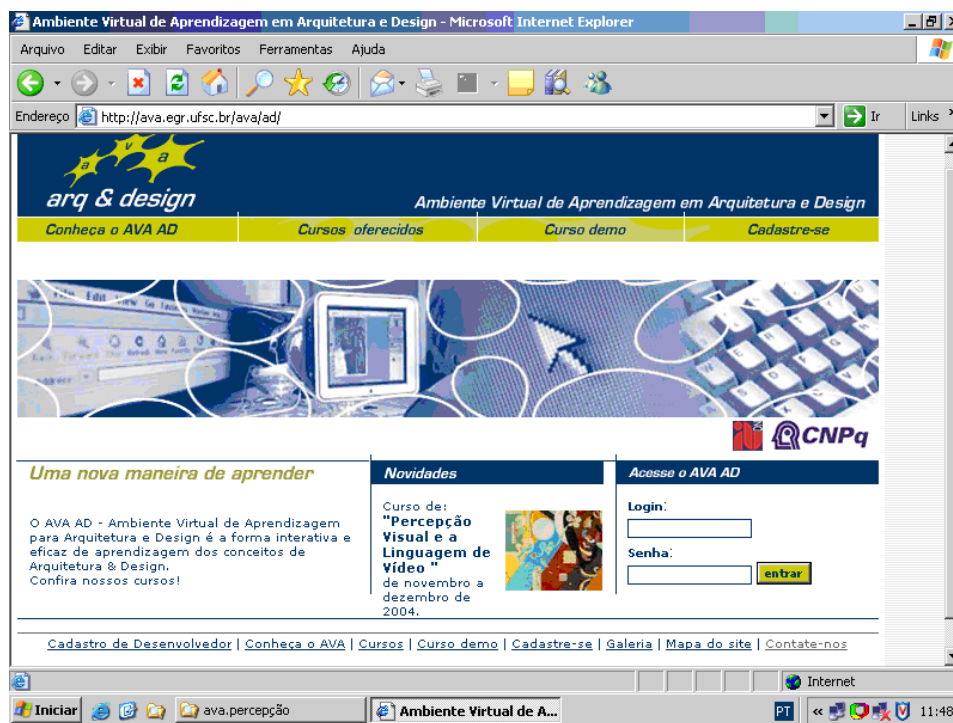 Ambiente Virtual de Aprendizagem em Arquitetura e Design - Microsoft Internet Explorer
Arquivo Editar Exibir Favoritos Ferramentas Ajuda
Endereço http://ava.egr.ufsc.br/ava/ad/ Ir Links
a v a
arq & design
Ambiente Virtual de Aprendizagem em Arquitetura e Design
Conheça o AVA AD Cursos oferecidos Curso demo Cadastre-se
File Edit View Go
CNPq
Uma nova maneira de aprender
O AVA AD - Ambiente Virtual de Aprendizagem
para Arquitetura e Design é a forma interativa e
eficaz de aprendizagem dos conceitos de
Arquitetura & Design.
Confira nossos cursos!
Novidades
Curso de:
"Percepção
Visual e a
Linguagem de
Vídeo "
de novembro a
dezembro de
2004.
Acesse o AVA AD
Login:
Senha:
entrar
Cadastro de Desenvolvedor | Conheça o AVA | Cursos | Curso demo | Cadastre-se | Galeria | Mapa do site | Contate-nos
Internet
Iniciar ava.percepção Ambiente Virtual de A... PT « 11:48